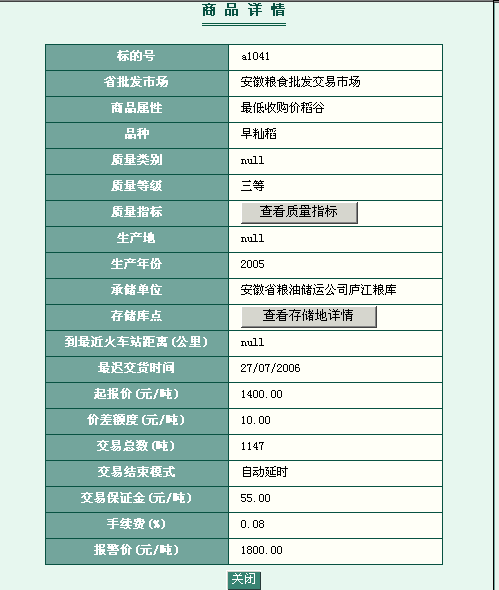 商 品 详 情
标的号 a1041
省批发市场 安徽粮食批发交易市场
商品属性 最低收购价稻谷
品种 早籼稻
质量类别 null
质量等级 三等
质量指标 查看质量指标
生产地 null
生产年份 2005
承储单位 安徽省粮油储运公司庐江粮库
存储库点 查看存储地详情
到最近火车站距离(公里) null
最迟交货时间 27/07/2006
起报价(元/吨) 1400.00
价差额度(元/吨) 10.00
交易总数(吨) 1147
交易结束模式 自动延时
交易保证金(元/吨) 55.00
手续费(%) 0.08
报警价(元/吨) 1800.00
关闭